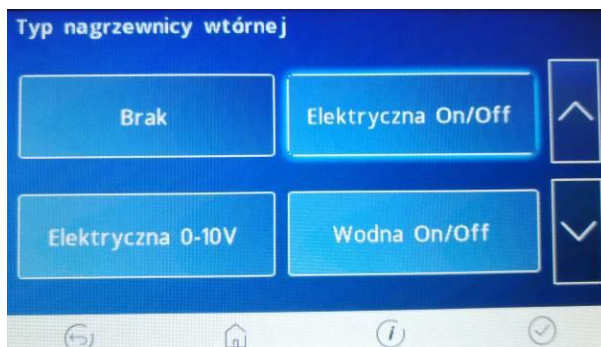 Typ nagrzewnicy wtórnej
Brak
Elektryczna On/Off
Elektryczna 0-10V
Wodna On/Off
i